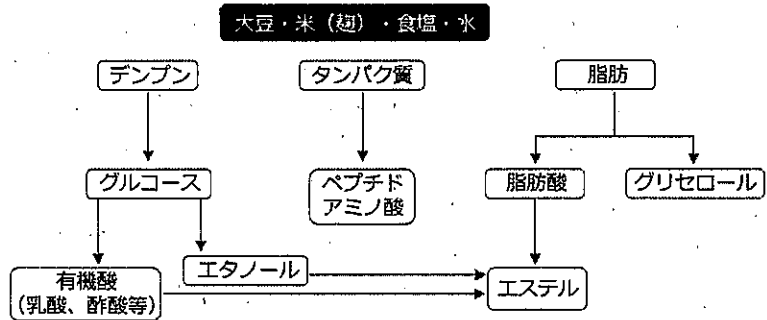 大豆・米（麹）・食塩・水
デンプン
タンパク質
脂肪
グルコース
ペプチド
アミノ酸
脂肪酸
グリセロール
有機酸
（乳酸、酢酸等）
エタノール
エステル